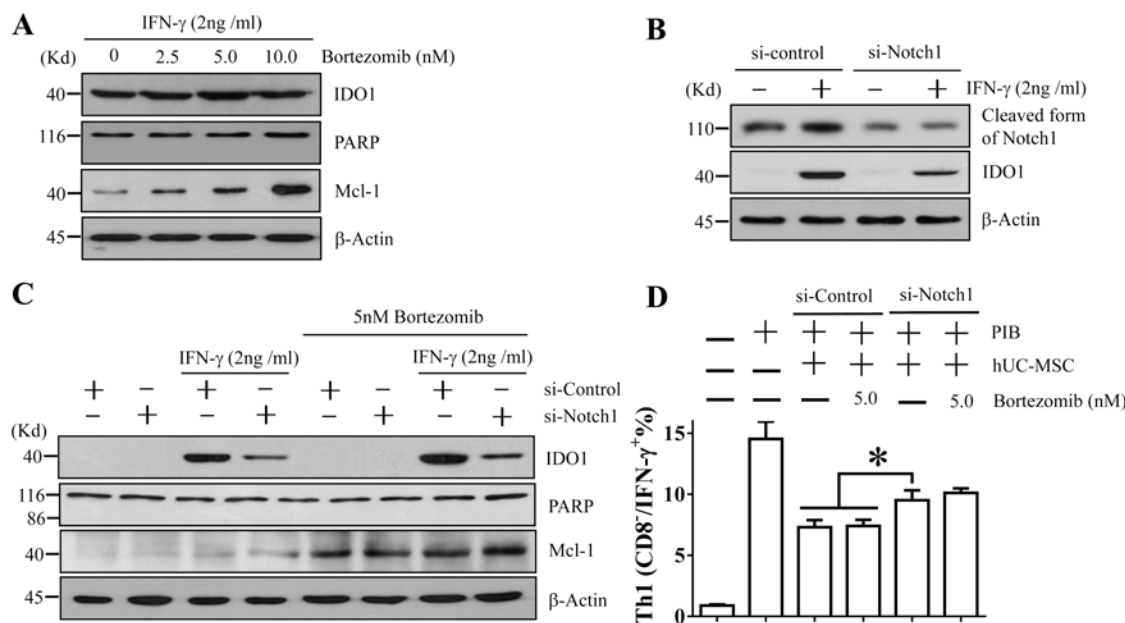 A
IFN-γ (2ng /ml)
(Kd) 0 2.5 5.0 10.0 Bortezomib (nM)
40 IDO1
116 PARP
40 Mcl-1
45 β-Actin
B
si-control si-Notch1
(Kd) − + − + IFN-γ (2ng /ml)
110 Cleaved form
of Notch1
40 IDO1
45 β-Actin
C
5nM Bortezomib
IFN-γ (2ng /ml) IFN-γ (2ng /ml)
+ − + − + − + − si-Control
− + − + − + − + si-Notch1
(Kd)
40 IDO1
116 PARP
86
40 Mcl-1
45 β-Actin
D
si-Control si-Notch1
− + + + + + PIB
− − + + + + hUC-MSC
− − − 5.0 − 5.0 Bortezomib (nM)
Th1 (CD8⁻/IFN-γ⁺%)
15
10
5
0
*